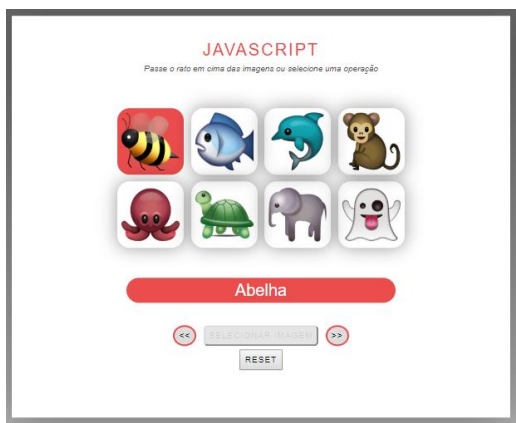 JAVASCRIPT
Passe o rato em cima das imagens ou selecione uma operação
Abelha
<< SELECIONAR IMAGEM >>
RESET